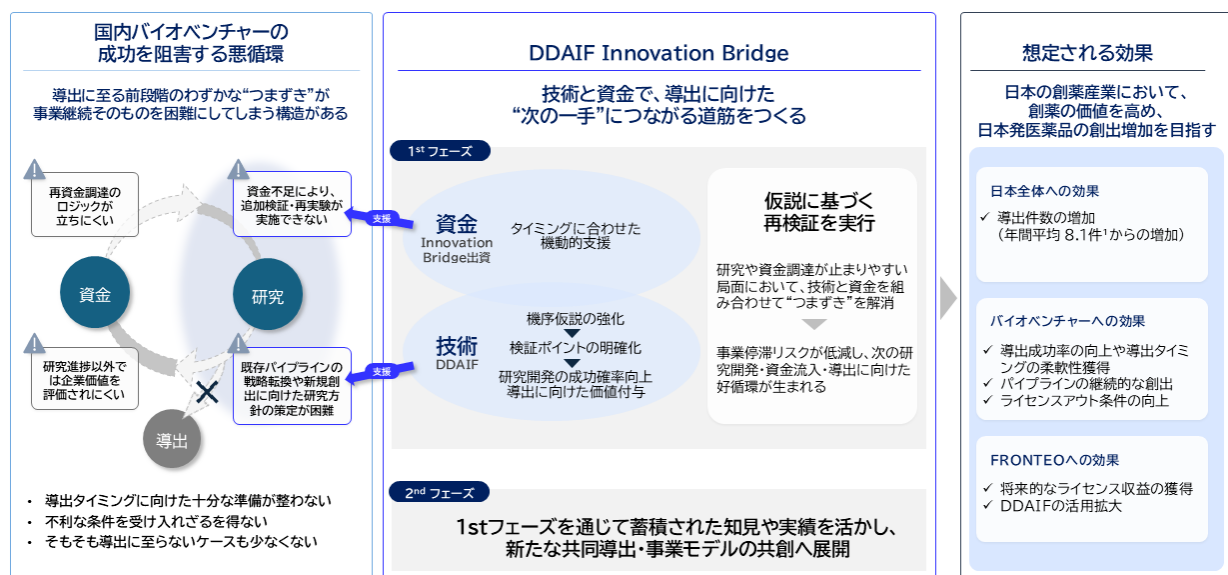 国内バイオベンチャーの
成功を阻害する悪循環
導出に至る前段階のわずかな“つまずき”が
事業継続そのものを困難にしてしまう構造がある
再資金調達の
ロジックが
立ちにくい
資金不足により、
追加検証・再実験が
実施できない
資金
研究
研究進捗以外で
は企業価値を
評価されにくい
既存パイプラインの
戦略転換や新規創
出に向けた研究方
針の策定が困難
導出
• 導出タイミングに向けた十分な準備が整わない
• 不利な条件を受け入れざるを得ない
• そもそも導出に至らないケースも少なくない
DDAIF Innovation Bridge
技術と資金で、導出に向けた
“次の一手”につながる道筋をつくる
1st フェーズ
支援
資金
Innovation
Bridge出資
タイミングに合わせた
機動的支援
支援
技術
DDAIF
機序仮説の強化
検証ポイントの明確化
研究開発の成功確率向上
導出に向けた価値付与
仮説に基づく
再検証を実行
研究や資金調達が止まりやすい
局面において、技術と資金を組
み合わせて“つまずき”を解消
事業停滞リスクが低減し、次の研
究開発・資金流入・導出に向けた
好循環が生まれる
2nd フェーズ
1stフェーズを通じて蓄積された知見や実績を活かし、
新たな共同導出・事業モデルの共創へ展開
想定される効果
日本の創薬産業において、
創薬の価値を高め、
日本発医薬品の創出増加を目指す
日本全体への効果
✓ 導出件数の増加
（年間平均 8.1件¹からの増加）
バイオベンチャーへの効果
✓ 導出成功率の向上や導出タイミ
ングの柔軟性獲得
✓ パイプラインの継続的な創出
✓ ライセンスアウト条件の向上
FRONTEOへの効果
✓ 将来的なライセンス収益の獲得
✓ DDAIFの活用拡大